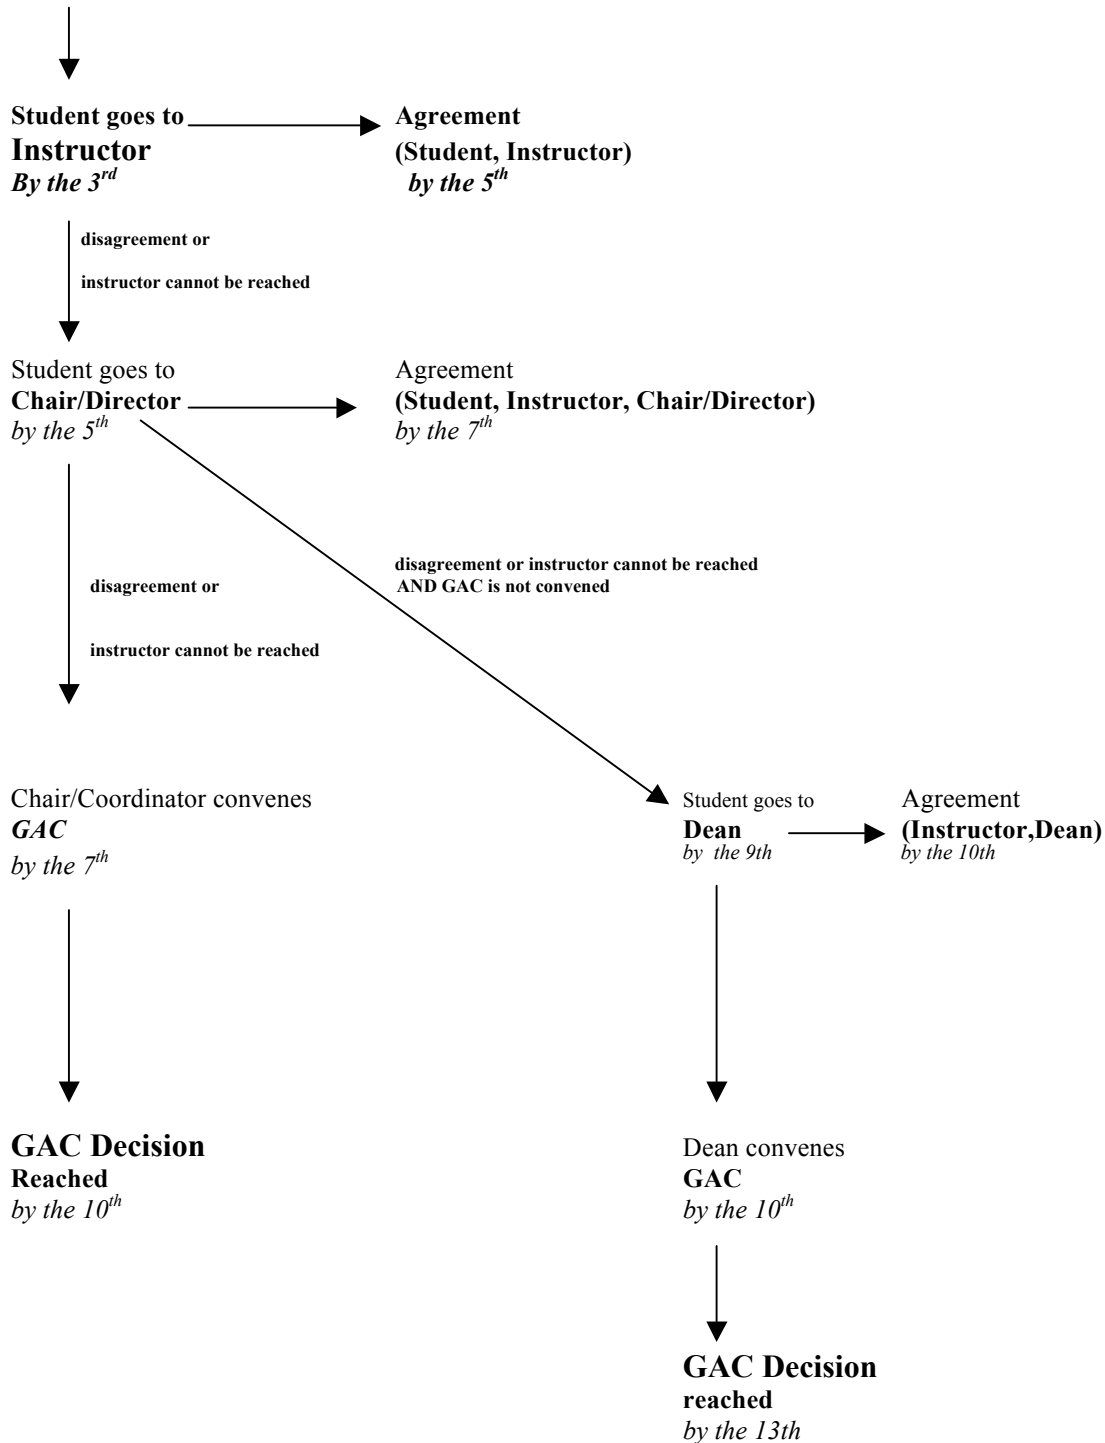 Student goes to
Instructor
By the 3rd
Agreement
(Student, Instructor)
by the 5th
disagreement or
instructor cannot be reached
Student goes to
Chair/Director
by the 5th
Agreement
(Student, Instructor, Chair/Director)
by the 7th
disagreement or
instructor cannot be reached
disagreement or instructor cannot be reached
AND GAC is not convened
Chair/Coordinator convenes
GAC
by the 7th
Student goes to
Dean
by the 9th
Agreement
(Instructor,Dean)
by the 10th
GAC Decision
Reached
by the 10th
Dean convenes
GAC
by the 10th
GAC Decision
reached
by the 13th